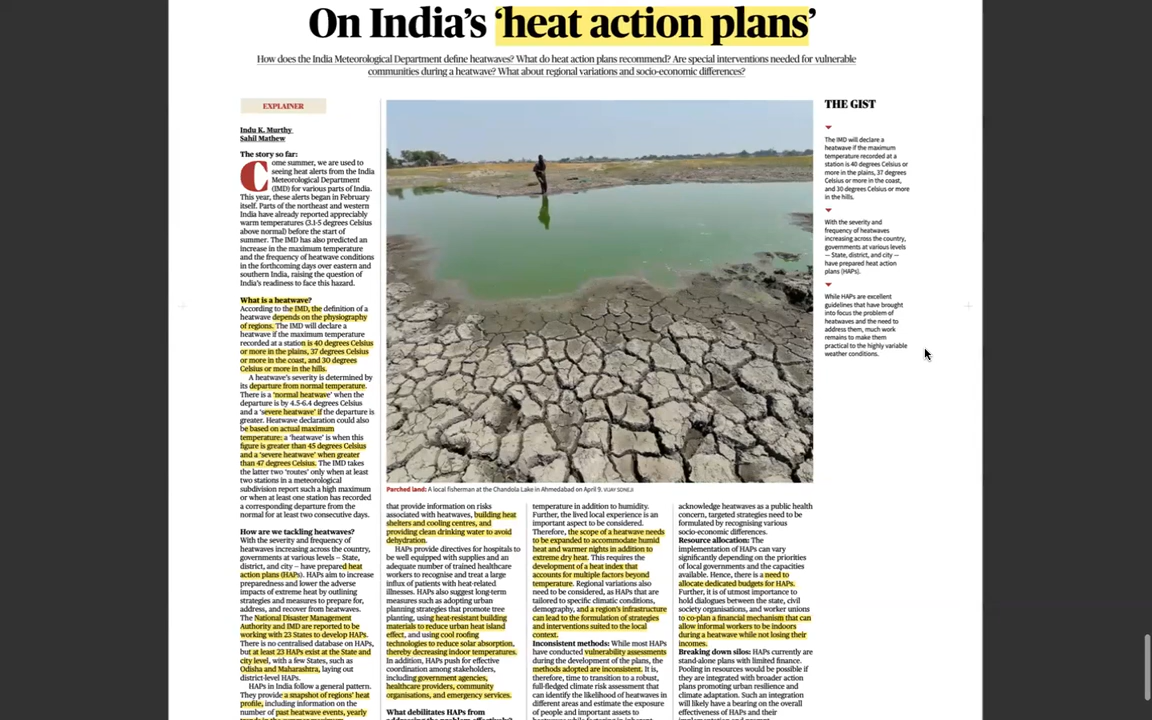 On India's 'heat action plans'
How does the India Meteorological Department define heatwaves? What do heat action plans recommend? Are special interventions needed for vulnerable
communities during a heatwave? What about regional variations and socio-economic differences?
EXPLAINER
Indu K. Murthy
Sahil Mathew
The story so far:
Come summer, we are used to
seeing heat alerts from the India
Meteorological Department
(IMD) for various parts of India.
This year, these alerts began in February
itself. Parts of the northeast and western
India have already reported appreciably
warm temperatures (3.1-5 degrees Celsius
above normal) before the start of
summer. The IMD has also predicted an
increase in the maximum temperature
and the frequency of heatwave conditions
in the forthcoming days over eastern and
southern India, raising the question of
India's readiness to face this hazard.
What is a heatwave?
According to the IMD, the definition of a
heatwave depends on the physiography
of regions. The IMD will declare a
heatwave if the maximum temperature
recorded at a station is 40 degrees Celsius
or more in the plains, 37 degrees Celsius
or more in the coast, and 30 degrees
Celsius or more in the hills.
A heatwave's severity is determined by
its departure from normal temperature.
There is a 'normal heatwave' when the
departure is by 4.5-6.4 degrees Celsius
and a 'severe heatwave' if the departure is
greater. Heatwave declaration could also
be based on actual maximum
temperature: a 'heatwave' is when this
figure is greater than 45 degrees Celsius
and a 'severe heatwave' when greater
than 47 degrees Celsius. The IMD takes
the latter two 'routes' only when at least
two stations in a meteorological
subdivision report such a high maximum
or when at least one station has recorded
a corresponding departure from the
normal for at least two consecutive days.
How are we tackling heatwaves?
With the severity and frequency of
heatwaves increasing across the country,
governments at various levels – State,
district, and city – have prepared heat
action plans (HAPs). HAPs aim to increase
preparedness and lower the adverse
impacts of extreme heat by outlining
strategies and measures to prepare for,
address, and recover from heatwaves.
The National Disaster Management
Authority and IMD are reported to be
working with 23 States to develop HAPs.
There is no centralised database on HAPs,
but at least 23 HAPs exist at the State and
city level, with a few States, such as
Odisha and Maharashtra, laying out
district-level HAPs.
HAPs in India follow a general pattern.
They provide a snapshot of regions' heat
profile, including information on the
number of past heatwave events, yearly
that provide information on risks
associated with heatwaves, building heat
shelters and cooling centres, and
providing clean drinking water to avoid
dehydration.
HAPs provide directives for hospitals to
be well equipped with supplies and an
adequate number of trained healthcare
workers to recognise and treat a large
influx of patients with heat-related
illnesses. HAPs also suggest long-term
measures such as adopting urban
planning strategies that promote tree
planting, using heat-resistant building
materials to reduce urban heat island
effect, and using cool roofing
technologies to reduce solar absorption,
thereby decreasing indoor temperatures.
In addition, HAPs push for effective
coordination among stakeholders,
including government agencies,
healthcare providers, community
organisations, and emergency services.
What debilitates HAPs from
Parched land: A local fisherman at the Chandola Lake in Ahmedabad on April 9. VIJAY SONEJI
temperature in addition to humidity.
Further, the lived local experience is an
important aspect to be considered.
Therefore, the scope of a heatwave needs
to be expanded to accommodate humid
heat and warmer nights in addition to
extreme dry heat. This requires the
development of a heat index that
accounts for multiple factors beyond
temperature. Regional variations also
need to be considered, as HAPs that are
tailored to specific climatic conditions,
demography, and a region's infrastructure
can lead to the formulation of strategies
and interventions suited to the local
context.
Inconsistent methods: While most HAPs
have conducted vulnerability assessments
during the development of the plans, the
methods adopted are inconsistent. It is,
therefore, time to transition to a robust,
full-fledged climate risk assessment that
can identify the likelihood of heatwaves in
different areas and estimate the exposure
of people and important assets to
acknowledge heatwaves as a public health
concern, targeted strategies need to be
formulated by recognising various
socio-economic differences.
Resource allocation: The
implementation of HAPs can vary
significantly depending on the priorities
of local governments and the capacities
available. Hence, there is a need to
allocate dedicated budgets for HAPs.
Further, it is of utmost importance to
hold dialogues between the state, civil
society organisations, and worker unions
to co-plan a financial mechanism that can
allow informal workers to be indoors
during a heatwave while not losing their
incomes.
Breaking down silos: HAPs currently are
stand-alone plans with limited finance.
Pooling in resources would be possible if
they are integrated with broader action
plans promoting urban resilience and
climate adaptation. Such an integration
will likely have a bearing on the overall
effectiveness of HAPs and their
THE GIST
The IMD will declare a
heatwave if the maximum
temperature recorded at a
station is 40 degrees Celsius
or more in the plains, 37 degrees
Celsius or more in the coast,
and 30 degrees Celsius or more
in the hills.
With the severity and
frequency of heatwaves
increasing across the country,
governments at various levels
— State, district, and city —
have prepared heat action
plans (HAPs).
While HAPs are excellent
guidelines that have brought
into focus the problem of
heatwaves and the need to
address them, much work
remains to make them
practical to the highly variable
weather conditions.